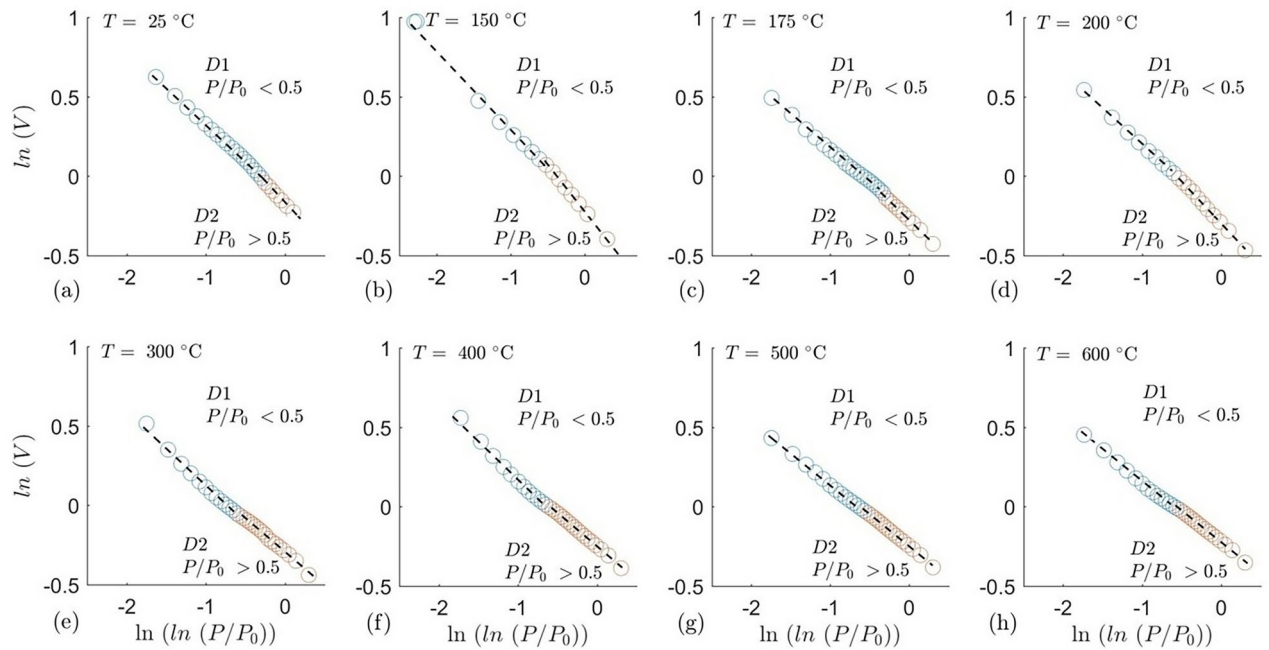 T = 25 °C
D1
P/P₀ < 0.5
D2
P/P₀ > 0.5
ln (V)
1
0.5
0
-0.5
-2 -1 0
(a)
T = 150 °C
D1
P/P₀ < 0.5
D2
P/P₀ > 0.5
1
0.5
0
-0.5
-2 -1 0
(b)
T = 175 °C
D1
P/P₀ < 0.5
D2
P/P₀ > 0.5
1
0.5
0
-0.5
-2 -1 0
(c)
T = 200 °C
D1
P/P₀ < 0.5
D2
P/P₀ > 0.5
1
0.5
0
-0.5
-2 -1 0
(d)
T = 300 °C
D1
P/P₀ < 0.5
D2
P/P₀ > 0.5
ln (V)
1
0.5
0
-0.5
-2 -1 0
(e)
ln (ln (P/P₀))
T = 400 °C
D1
P/P₀ < 0.5
D2
P/P₀ > 0.5
1
0.5
0
-0.5
-2 -1 0
(f)
ln (ln (P/P₀))
T = 500 °C
D1
P/P₀ < 0.5
D2
P/P₀ > 0.5
1
0.5
0
-0.5
-2 -1 0
(g)
ln (ln (P/P₀))
T = 600 °C
D1
P/P₀ < 0.5
D2
P/P₀ > 0.5
1
0.5
0
-0.5
-2 -1 0
(h)
ln (ln (P/P₀))